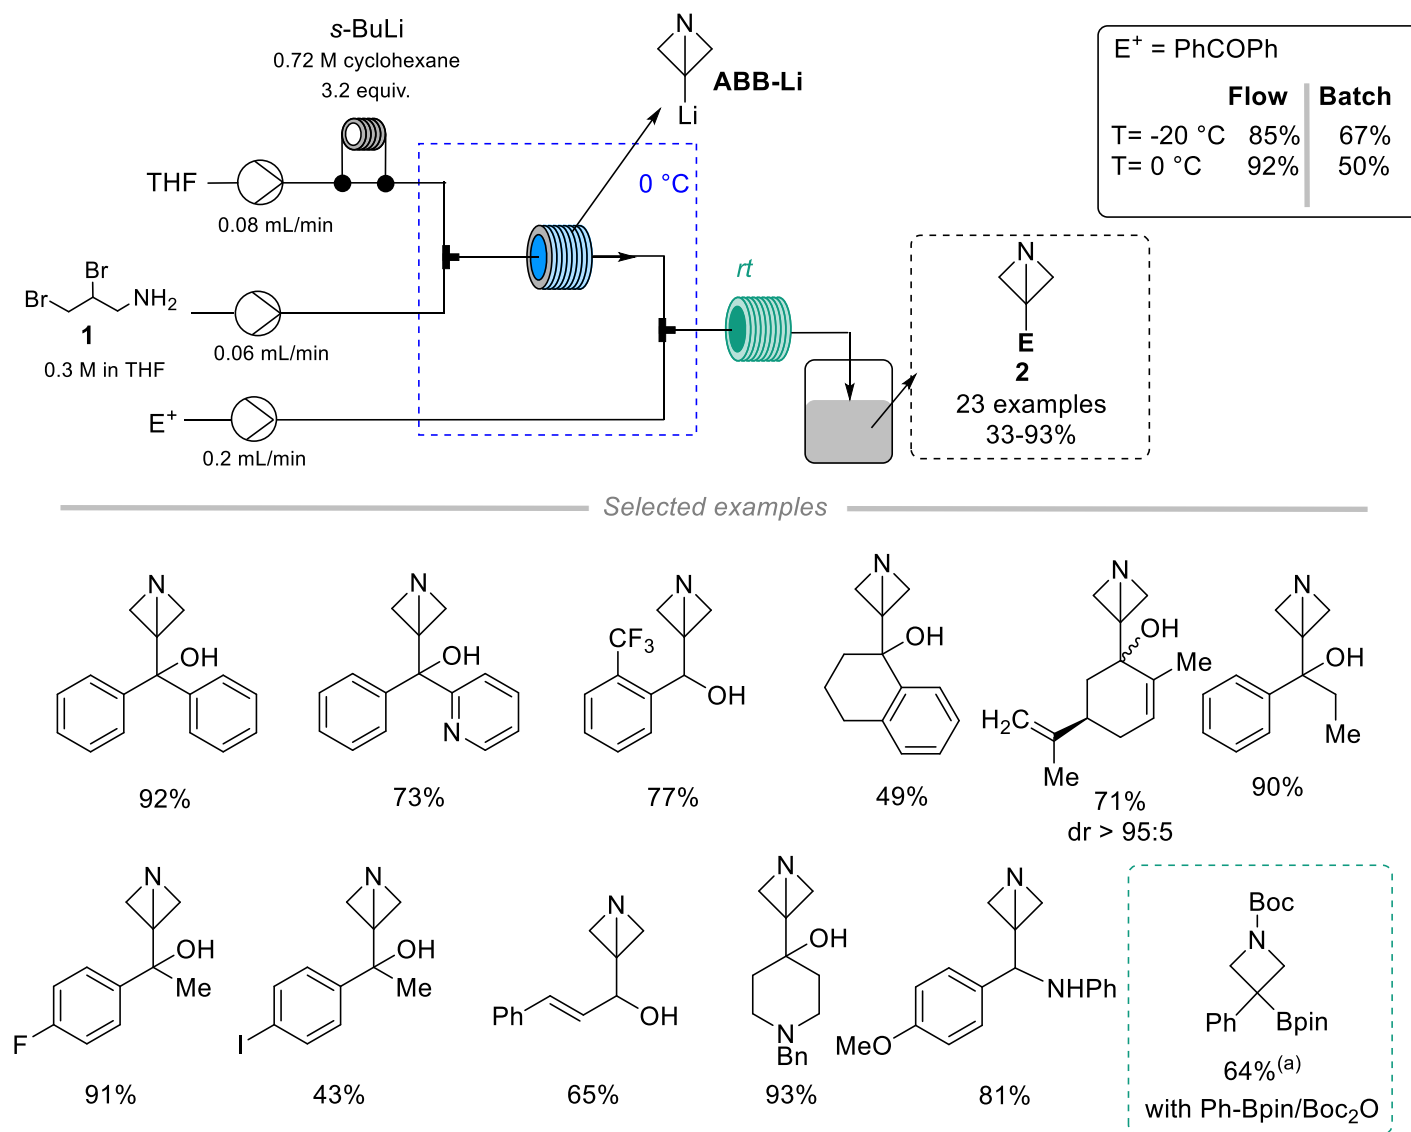 s-BuLi
0.72 M cyclohexane
3.2 equiv.
N
ABB-Li
Li
E⁺ = PhCOPh
Flow Batch
T= -20 °C 85% 67%
T= 0 °C 92% 50%
THF
0.08 mL/min
0 °C
Br
Br
NH₂
1
0.3 M in THF
0.06 mL/min
E⁺
0.2 mL/min
rt
N
E
2
23 examples
33-93%
Selected examples
N
OH
92%
N
OH
N
73%
N
CF₃
OH
77%
N
OH
49%
N
OH
Me
H₂C
Me
71%
dr > 95:5
N
OH
Me
90%
N
OH
Me
F
91%
N
OH
Me
I
43%
N
Ph
OH
65%
N
OH
N
Bn
93%
N
NHPh
MeO
81%
Boc
N
Ph
Bpin
64%⁽ᵃ⁾
with Ph-Bpin/Boc₂O